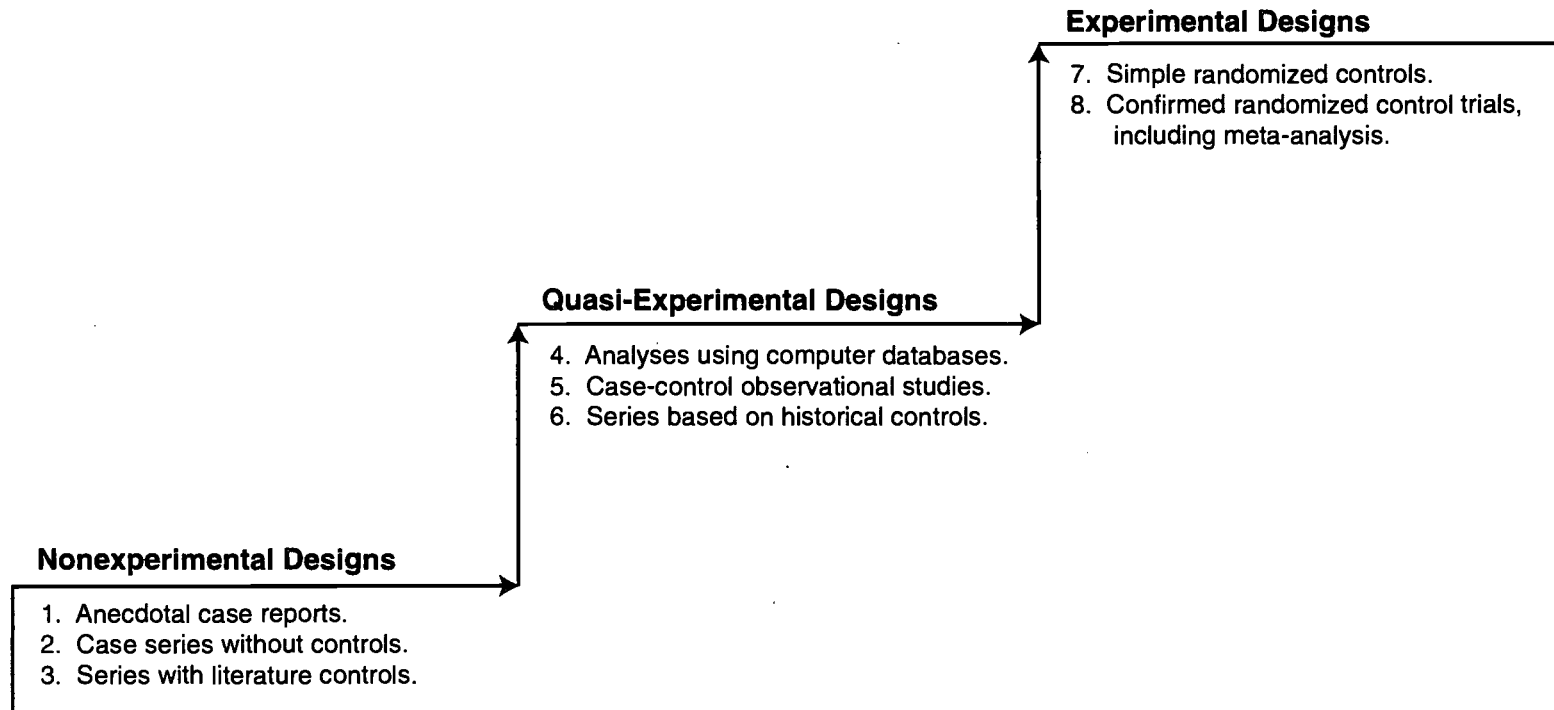 Experimental Designs
7. Simple randomized controls.
8. Confirmed randomized control trials,
including meta-analysis.
Quasi-Experimental Designs
4. Analyses using computer databases.
5. Case-control observational studies.
6. Series based on historical controls.
Nonexperimental Designs
1. Anecdotal case reports.
2. Case series without controls.
3. Series with literature controls.